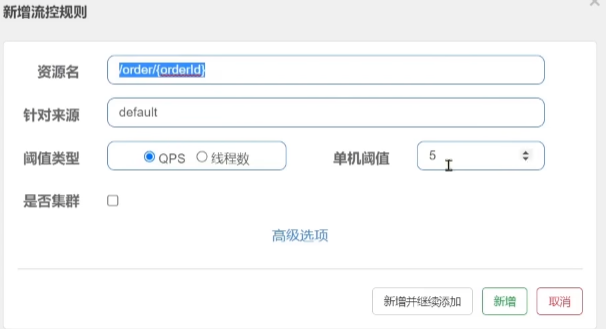 新增流控规则
资源名 /order/{orderId}
针对来源 default
阈值类型 QPS 线程数 单机阈值 5
是否集群
高级选项
新增并继续添加 新增 取消